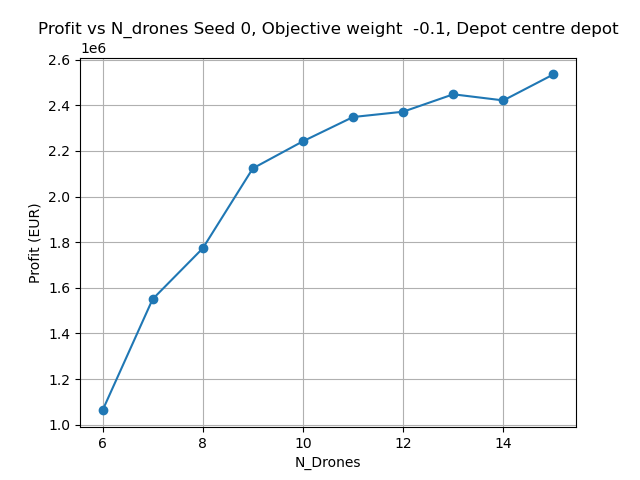 Profit vs N_drones Seed 0, Objective weight  -0.1, Depot centre depot
1e6
2.6
2.4
2.2
2.0
1.8
1.6
1.4
1.2
1.0
Profit (EUR)
6 8 10 12 14
N_Drones